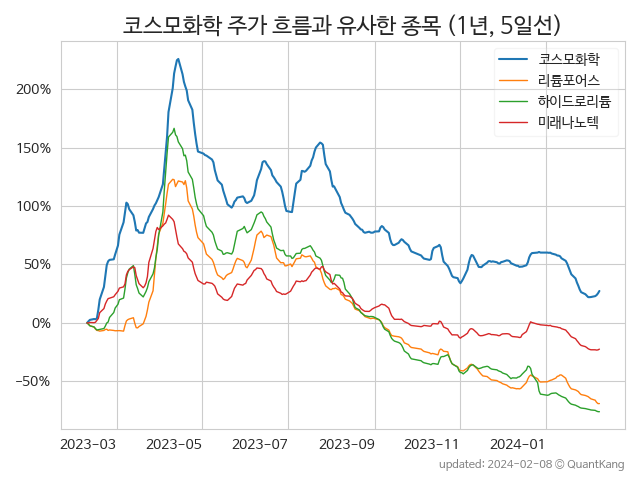 코스모화학 주가 흐름과 유사한 종목 (1년, 5일선)
코스모화학
리튬포어스
하이드로리튬
미래나노텍
200%
150%
100%
50%
0%
−50%
2023-03 2023-05 2023-07 2023-09 2023-11 2024-01
updated: 2024-02-08 © QuantKang